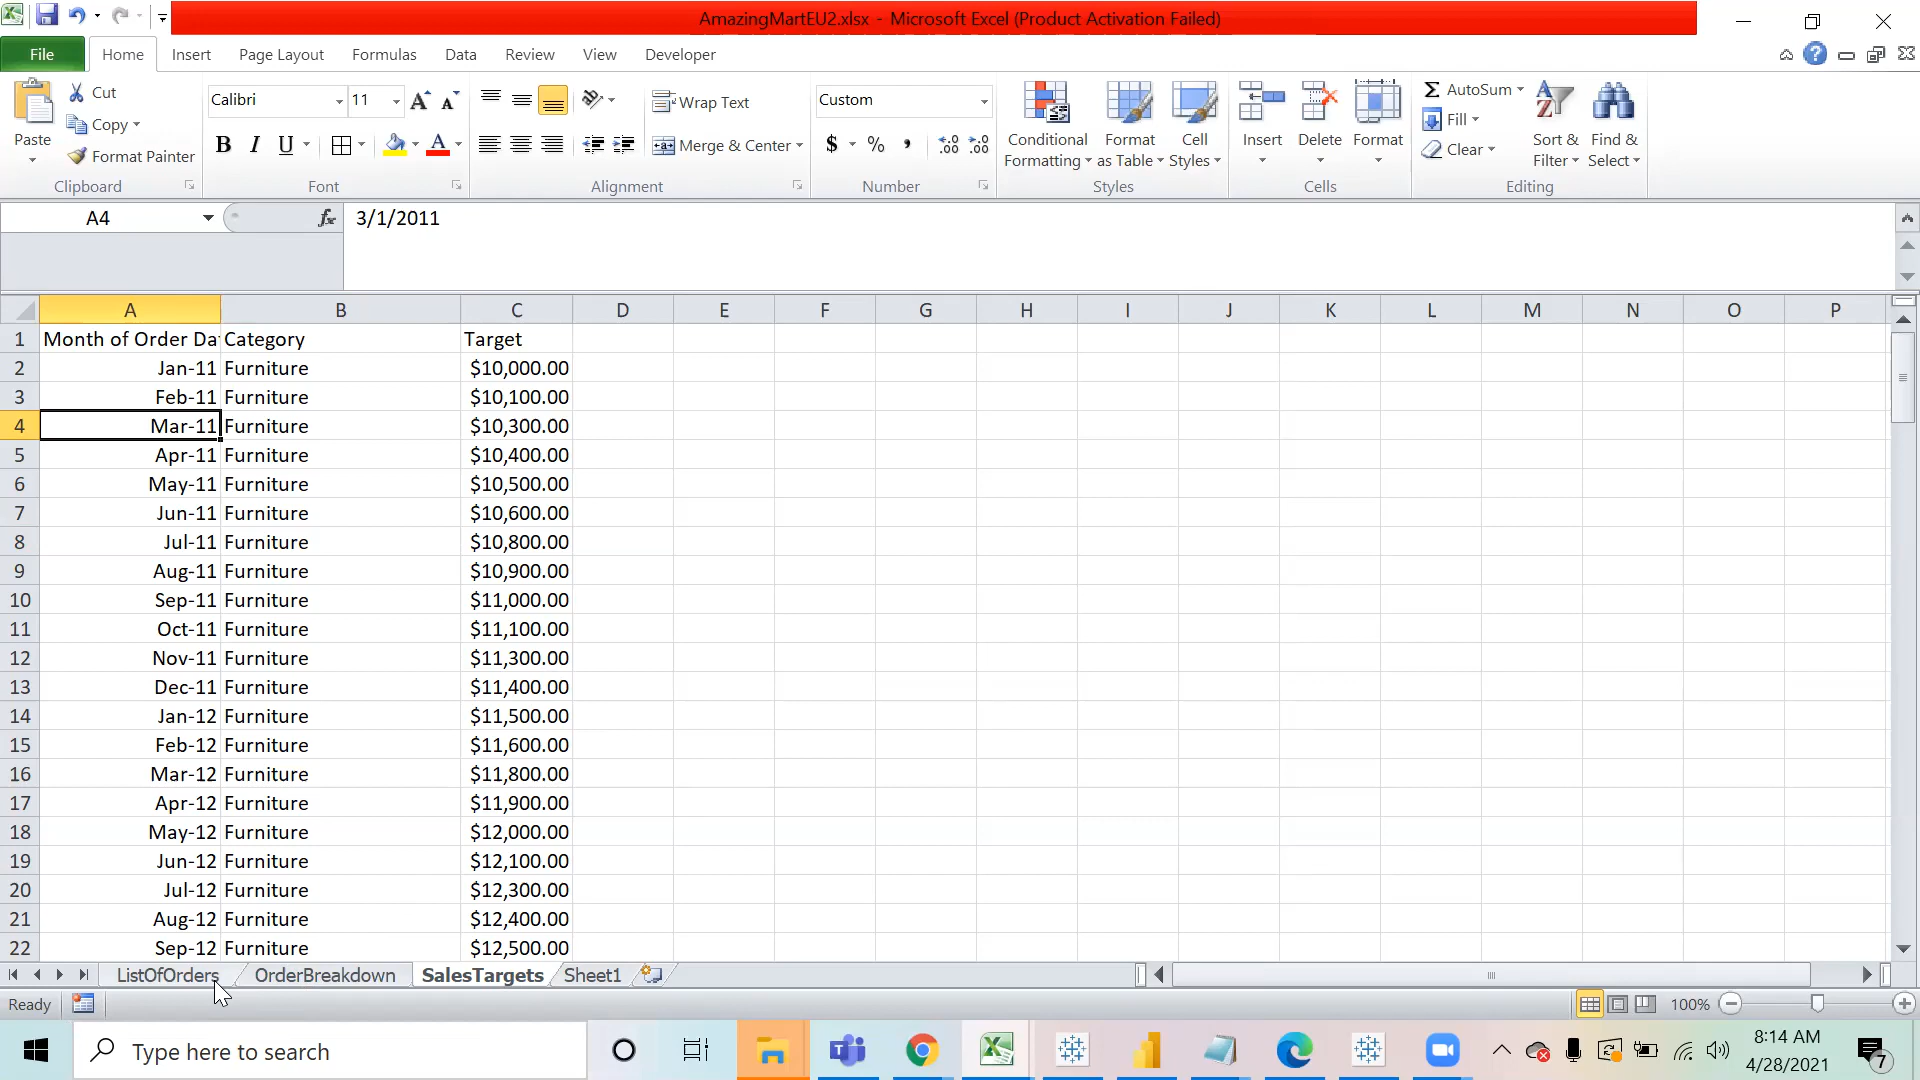 AmazingMartEU2.xlsx - Microsoft Excel (Product Activation Failed)
File Home Insert Page Layout Formulas Data Review View Developer
Paste
Cut
Copy
Format Painter
Clipboard
Calibri 11
B I U A
Font
Wrap Text
Merge & Center
Alignment
Custom
$ % ,
Number
Conditional Formatting
Format as Table
Cell Styles
Styles
Insert
Delete
Format
Cells
Σ AutoSum
Fill
Clear
Sort & Filter
Find & Select
Editing
A4 fx 3/1/2011
A B C D E F G H I J K L M N O P
1 Month of Order Da Category Target
2 Jan-11 Furniture $10,000.00
3 Feb-11 Furniture $10,100.00
4 Mar-11 Furniture $10,300.00
5 Apr-11 Furniture $10,400.00
6 May-11 Furniture $10,500.00
7 Jun-11 Furniture $10,600.00
8 Jul-11 Furniture $10,800.00
9 Aug-11 Furniture $10,900.00
10 Sep-11 Furniture $11,000.00
11 Oct-11 Furniture $11,100.00
12 Nov-11 Furniture $11,300.00
13 Dec-11 Furniture $11,400.00
14 Jan-12 Furniture $11,500.00
15 Feb-12 Furniture $11,600.00
16 Mar-12 Furniture $11,800.00
17 Apr-12 Furniture $11,900.00
18 May-12 Furniture $12,000.00
19 Jun-12 Furniture $12,100.00
20 Jul-12 Furniture $12,300.00
21 Aug-12 Furniture $12,400.00
22 Sep-12 Furniture $12,500.00
ListOfOrders OrderBreakdown SalesTargets Sheet1
Ready 100%
Type here to search
8:14 AM
4/28/2021
7